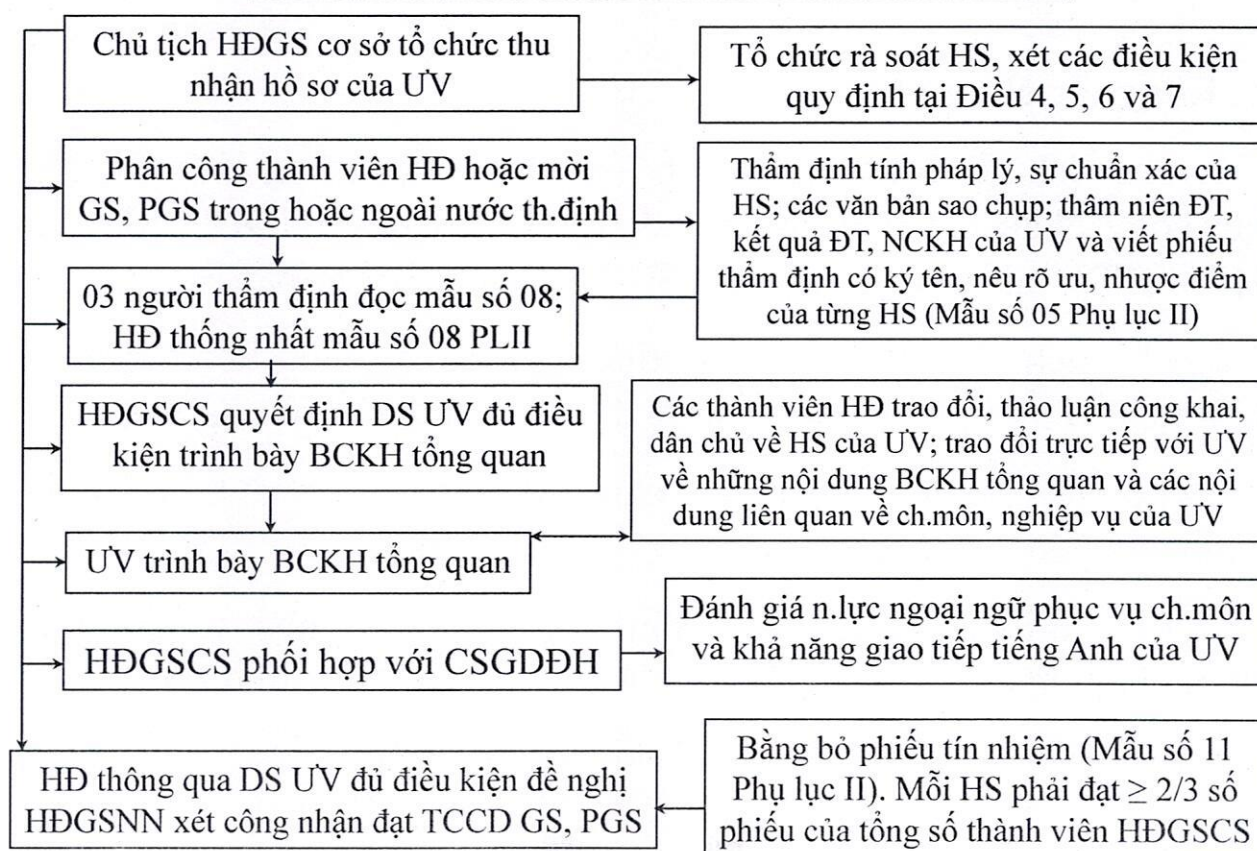 Chủ tịch HĐGS cơ sở tổ chức thu
nhận hồ sơ của ƯV
Tổ chức rà soát HS, xét các điều kiện
quy định tại Điều 4, 5, 6 và 7
Phân công thành viên HĐ hoặc mời
GS, PGS trong hoặc ngoài nước th.định
Thẩm định tính pháp lý, sự chuẩn xác của
HS; các văn bản sao chụp; thâm niên ĐT,
kết quả ĐT, NCKH của ƯV và viết phiếu
thẩm định có ký tên, nêu rõ ưu, nhược điểm
của từng HS (Mẫu số 05 Phụ lục II)
03 người thẩm định đọc mẫu số 08;
HĐ thống nhất mẫu số 08 PLII
HĐGSCS quyết định DS ƯV đủ điều
kiện trình bày BCKH tổng quan
Các thành viên HĐ trao đổi, thảo luận công khai,
dân chủ về HS của ƯV; trao đổi trực tiếp với ƯV
về những nội dung BCKH tổng quan và các nội
dung liên quan về ch.môn, nghiệp vụ của ƯV
ƯV trình bày BCKH tổng quan
HĐGSCS phối hợp với CSGDĐH
Đánh giá n.lực ngoại ngữ phục vụ ch.môn
và khả năng giao tiếp tiếng Anh của ƯV
HĐ thông qua DS ƯV đủ điều kiện đề nghị
HĐGSNN xét công nhận đạt TCCD GS, PGS
Bằng bỏ phiếu tín nhiệm (Mẫu số 11
Phụ lục II). Mỗi HS phải đạt ≥ 2/3 số
phiếu của tổng số thành viên HĐGSCS